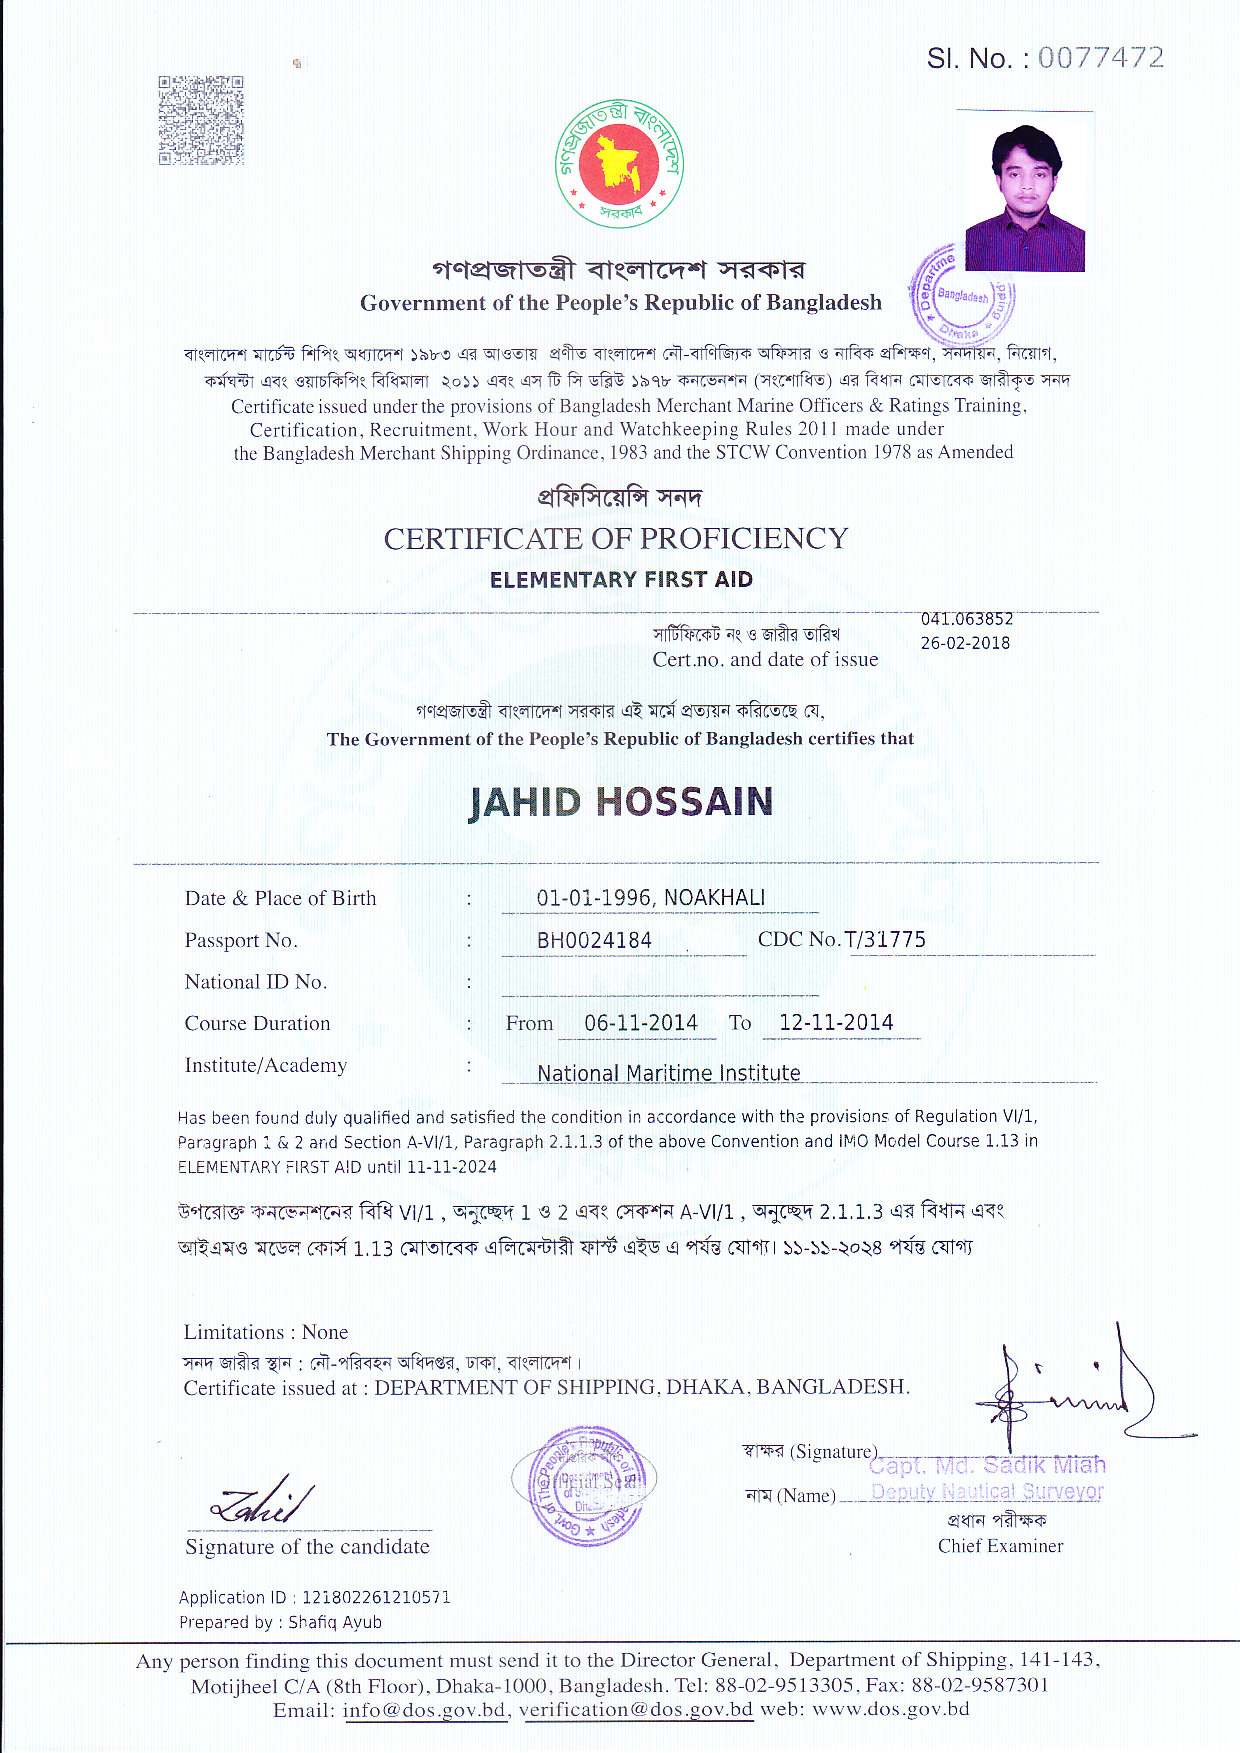 Sl. No. : 0077472
গণপ্রজাতন্ত্রী বাংলাদেশ
সরকার
গণপ্রজাতন্ত্রী বাংলাদেশ সরকার
Government of the People's Republic of Bangladesh
Bangladesh
Dhaka
বাংলাদেশ মার্চেন্ট শিপিং অধ্যাদেশ ১৯৮৩ এর আওতায় প্রণীত বাংলাদেশ নৌ-বাণিজ্যিক অফিসার ও নাবিক প্রশিক্ষণ, সনদায়ন, নিয়োগ,
কর্মঘন্টা এবং ওয়াচকিপিং বিধিমালা ২০১১ এবং এস টি সি ডব্লিউ ১৯৭৮ কনভেনশন (সংশোধিত) এর বিধান মোতাবেক জারীকৃত সনদ
Certificate issued under the provisions of Bangladesh Merchant Marine Officers & Ratings Training,
Certification, Recruitment, Work Hour and Watchkeeping Rules 2011 made under
the Bangladesh Merchant Shipping Ordinance, 1983 and the STCW Convention 1978 as Amended
প্রফিসিয়েন্সি সনদ
CERTIFICATE OF PROFICIENCY
ELEMENTARY FIRST AID
041.063852
সার্টিফিকেট নং ও জারীর তারিখ
26-02-2018
Cert.no. and date of issue
গণপ্রজাতন্ত্রী বাংলাদেশ সরকার এই মর্মে প্রত্যয়ন করিতেছে যে,
The Government of the People's Republic of Bangladesh certifies that
JAHID HOSSAIN
Date & Place of Birth : 01-01-1996, NOAKHALI
Passport No. : BH0024184 CDC No. T/31775
National ID No. :
Course Duration : From 06-11-2014 To 12-11-2014
Institute/Academy : National Maritime Institute
Has been found duly qualified and satisfied the condition in accordance with the provisions of Regulation VI/1,
Paragraph 1 & 2 and Section A-VI/1, Paragraph 2.1.1.3 of the above Convention and IMO Model Course 1.13 in
ELEMENTARY FIRST AID until 11-11-2024
উপরোক্ত কনভেনশনের বিধি VI/1 , অনুচ্ছেদ 1 ও 2 এবং সেকশন A-VI/1 , অনুচ্ছেদ 2.1.1.3 এর বিধান এবং
আইএমও মডেল কোর্স 1.13 মোতাবেক এলিমেন্টারী ফার্স্ট এইড এ পর্যন্ত যোগ্য। ১১-১১-২০২৪ পর্যন্ত যোগ্য
Limitations : None
সনদ জারীর স্থান : নৌ-পরিবহন অধিদপ্তর, ঢাকা, বাংলাদেশ।
Certificate issued at : DEPARTMENT OF SHIPPING, DHAKA, BANGLADESH.
স্বাক্ষর (Signature)
Capt. Md. Sadik Miah
নাম (Name) Deputy Nautical Surveyor
প্রধান পরীক্ষক
Chief Examiner
Official Seal
Zahid
Signature of the candidate
Application ID : 121802261210571
Prepared by : Shafiq Ayub
Any person finding this document must send it to the Director General, Department of Shipping, 141-143,
Motijheel C/A (8th Floor), Dhaka-1000, Bangladesh. Tel: 88-02-9513305, Fax: 88-02-9587301
Email: info@dos.gov.bd, verification@dos.gov.bd web: www.dos.gov.bd